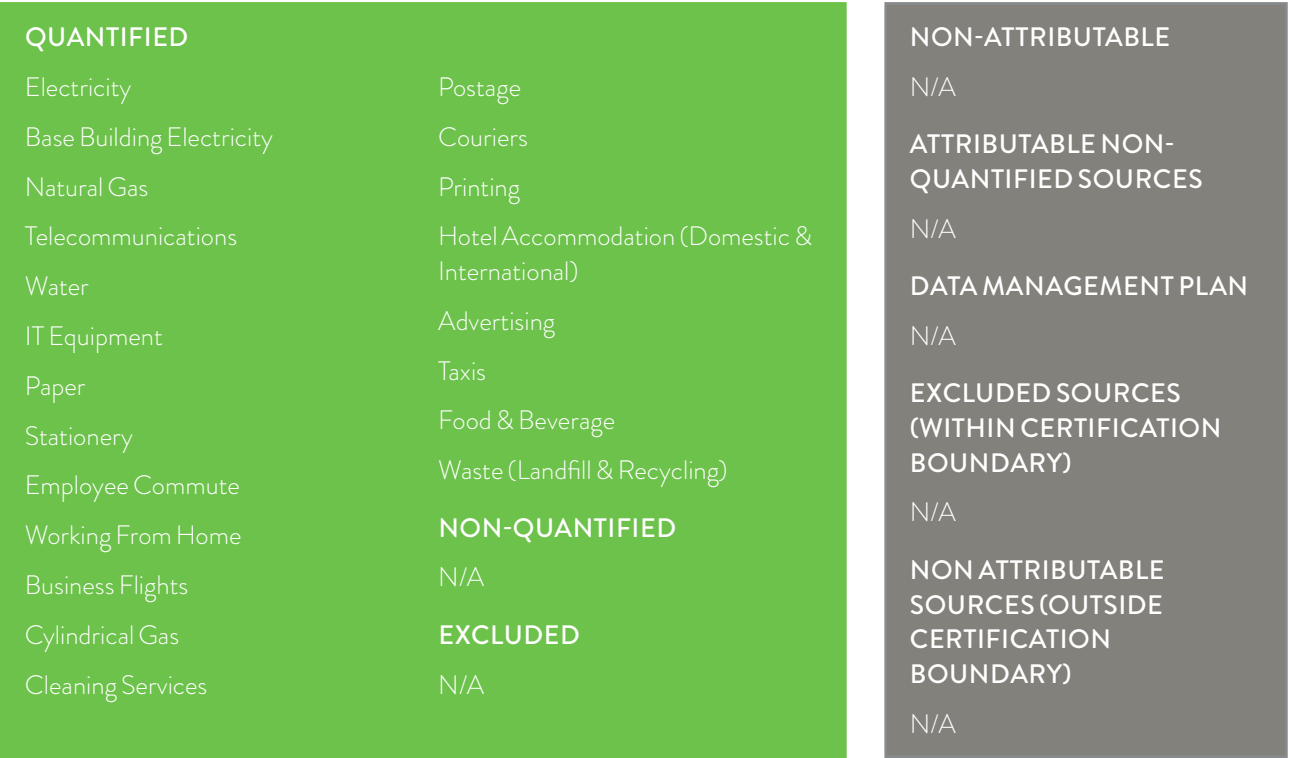 QUANTIFIED
Electricity
Base Building Electricity
Natural Gas
Telecommunications
Water
IT Equipment
Paper
Stationery
Employee Commute
Working From Home
Business Flights
Cylindrical Gas
Cleaning Services
Postage
Couriers
Printing
Hotel Accommodation (Domestic &
International)
Advertising
Taxis
Food & Beverage
Waste (Landfill & Recycling)
NON-QUANTIFIED
N/A
EXCLUDED
N/A
NON-ATTRIBUTABLE
N/A
ATTRIBUTABLE NON-
QUANTIFIED SOURCES
N/A
DATA MANAGEMENT PLAN
N/A
EXCLUDED SOURCES
(WITHIN CERTIFICATION
BOUNDARY)
N/A
NON ATTRIBUTABLE
SOURCES (OUTSIDE
CERTIFICATION
BOUNDARY)
N/A